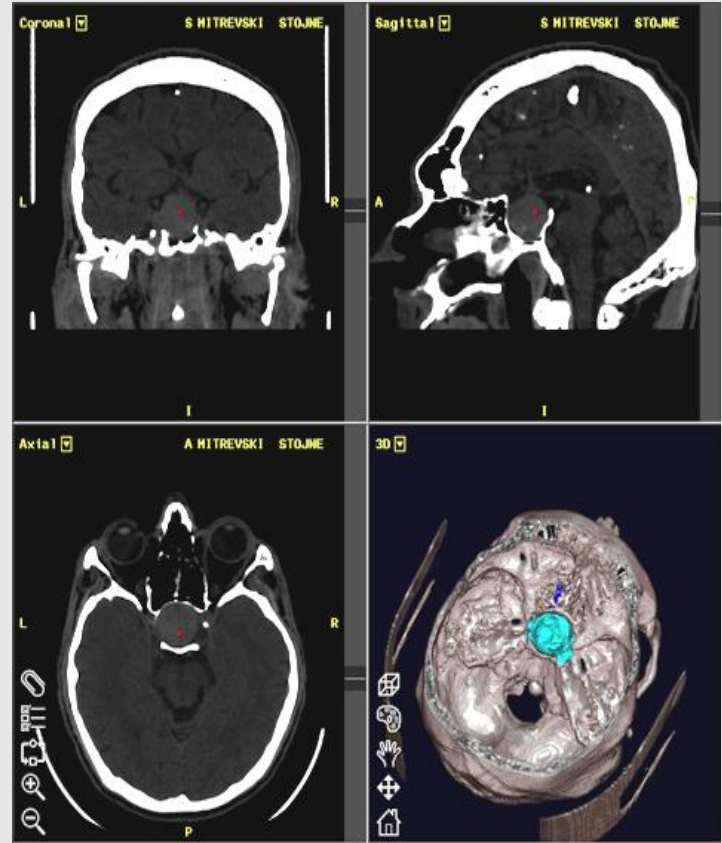 Coronal S MITREVSKI STOJNE
L R
I
Sagittal S MITREVSKI STOJNE
A P
I
Axial A MITREVSKI STOJNE
L R
P
3D